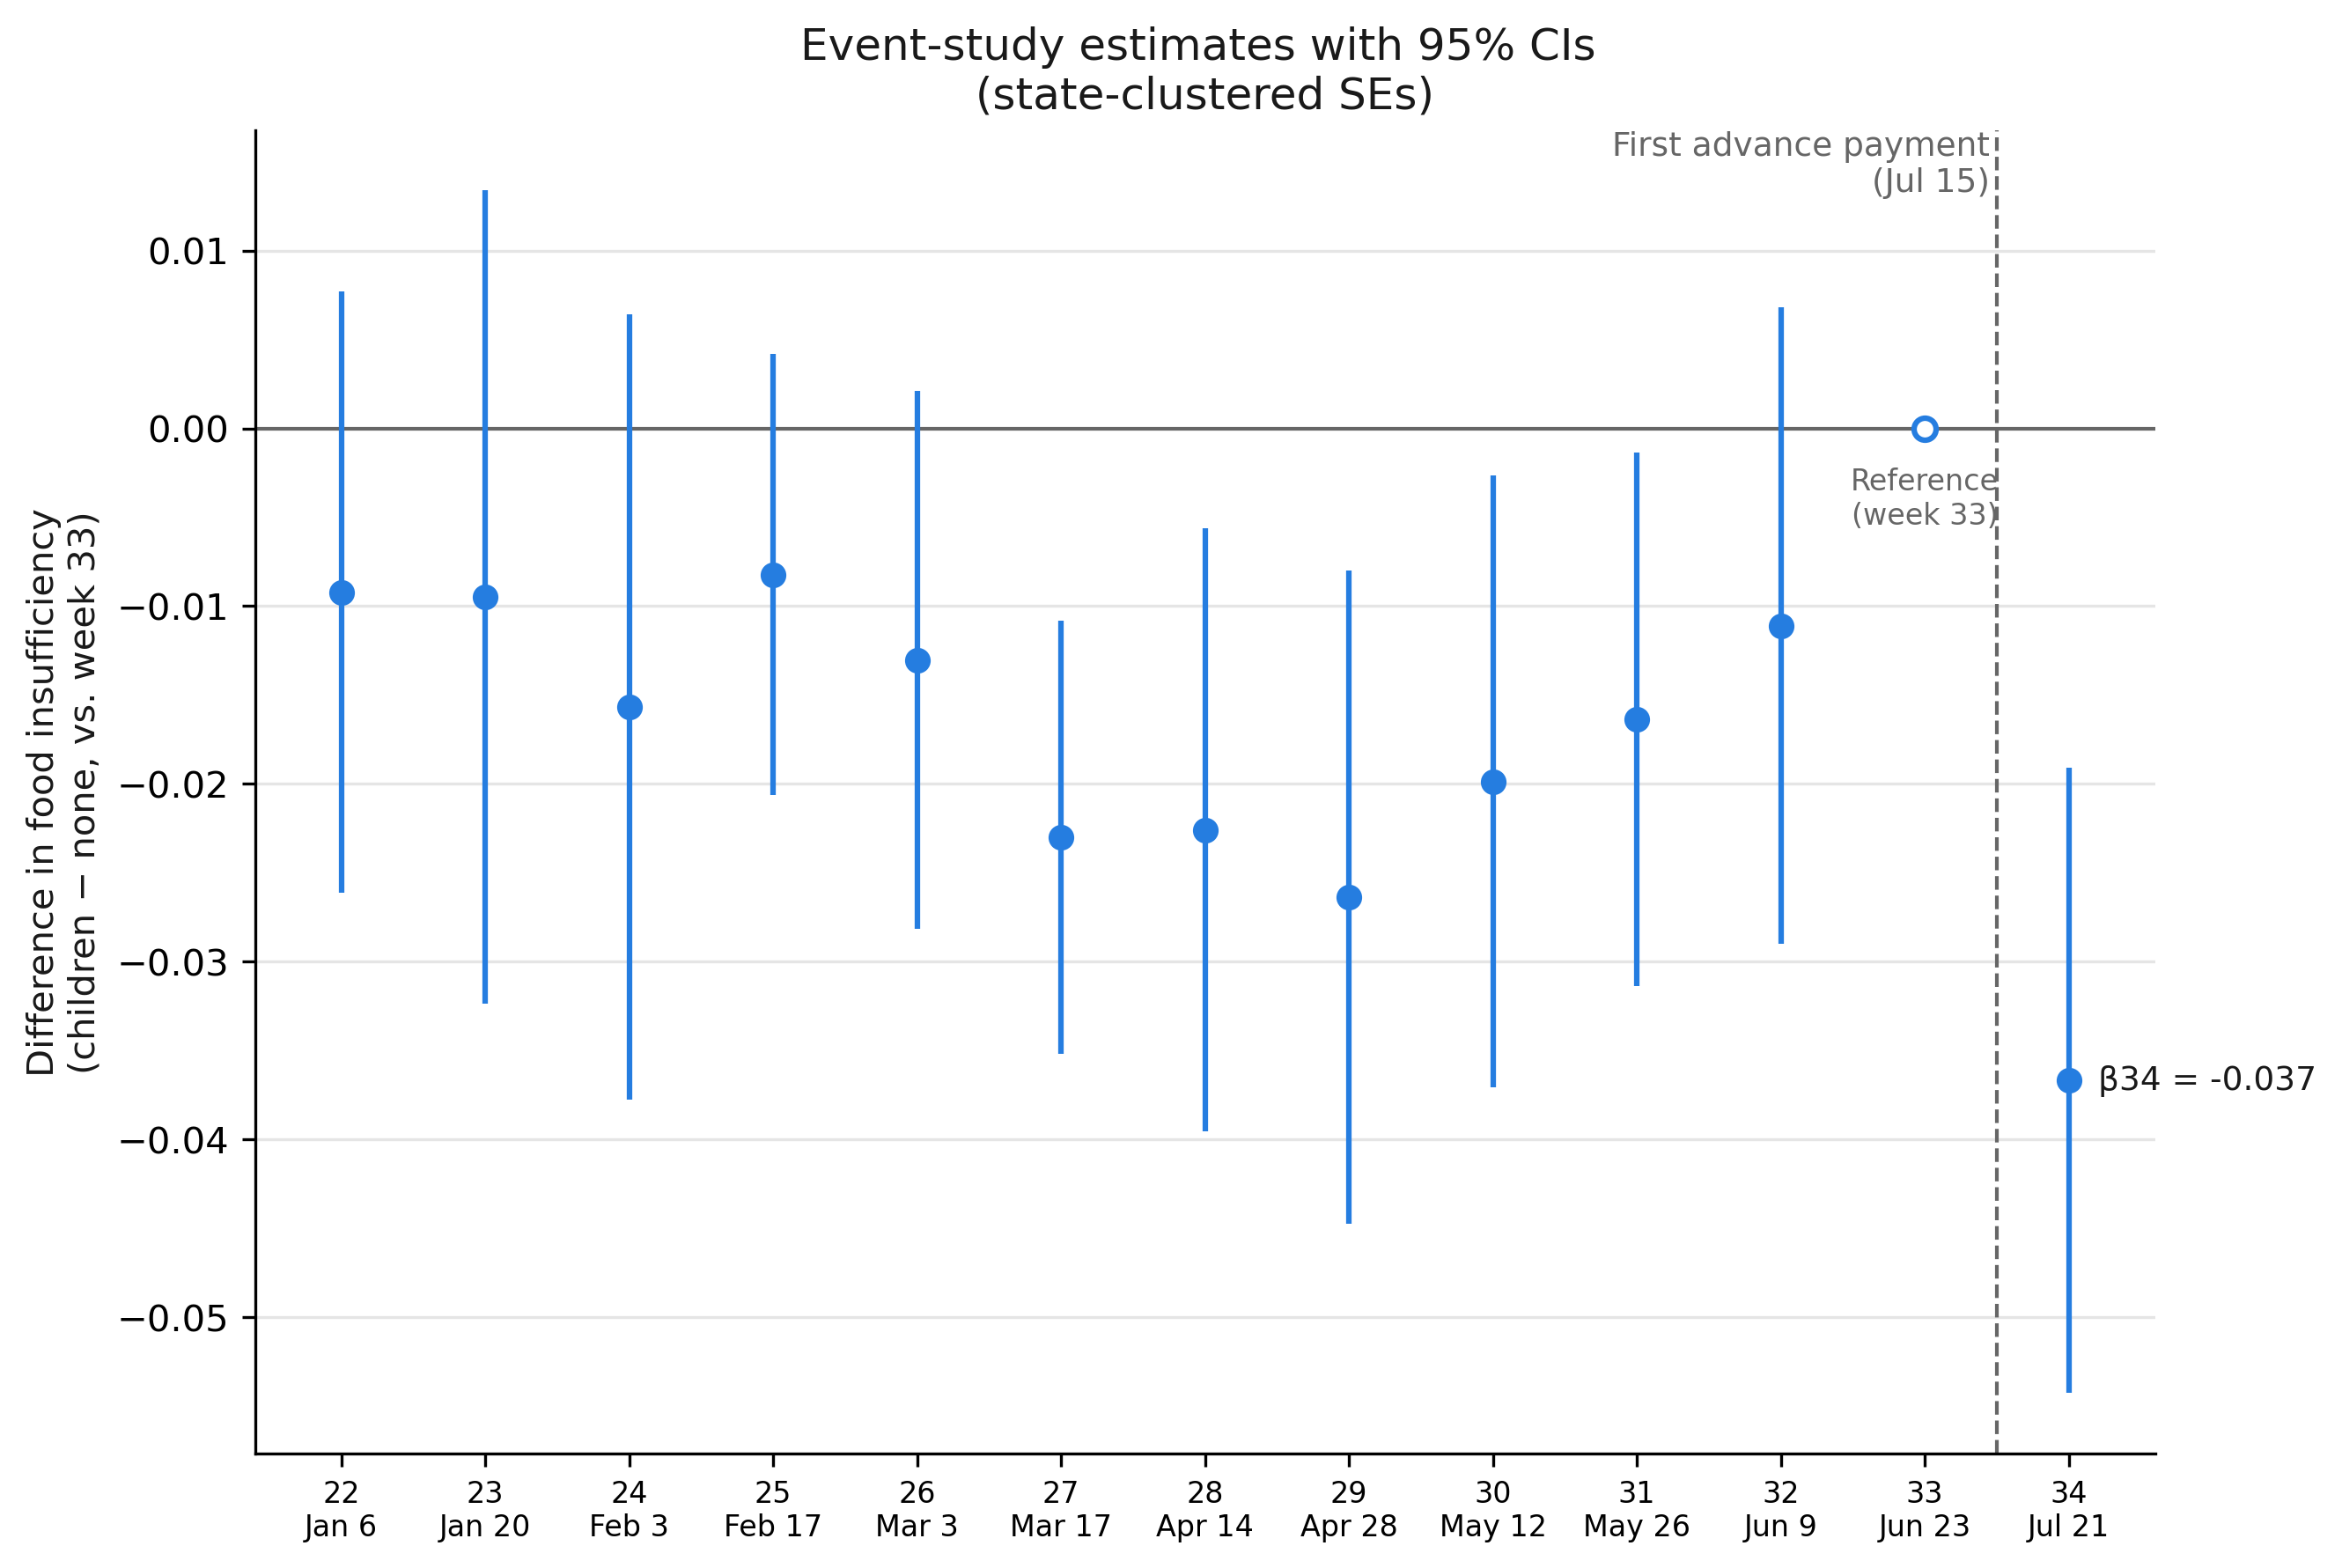 Event-study estimates with 95% CIs
(state-clustered SEs)
First advance payment
(Jul 15)
Difference in food insufficiency
(children − none, vs. week 33)
0.01
0.00
−0.01
−0.02
−0.03
−0.04
−0.05
Reference
(week 33)
β34 = -0.037
22 23 24 25 26 27 28 29 30 31 32 33 34
Jan 6 Jan 20 Feb 3 Feb 17 Mar 3 Mar 17 Apr 14 Apr 28 May 12 May 26 Jun 9 Jun 23 Jul 21